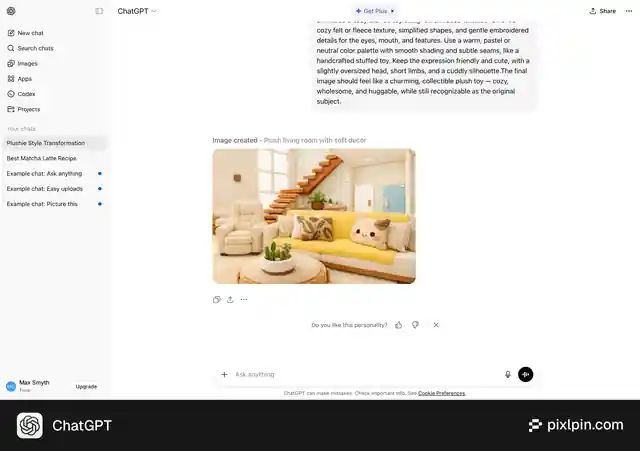 ChatGPT
Get Plus
Share
New chat
Search chats
Images
Apps
Codex
Projects
Your chats
Plushie Style Transformation
Best Matcha Latte Recipe
Example chat: Ask anything
Example chat: Easy uploads
Example chat: Picture this
cozy felt or fleece texture, simplified shapes, and gentle embroidered
details for the eyes, mouth, and features. Use a warm, pastel or
neutral color palette with smooth shading and subtle seams, like a
handcrafted stuffed toy. Keep the expression friendly and cute, with a
slightly oversized head, short limbs, and a cuddly silhouette.The final
image should feel like a charming, collectible plush toy — cozy,
wholesome, and huggable, while still recognizable as the original
subject.
Image created • Plush living room with soft decor
Do you like this personality?
Ask anything
ChatGPT can make mistakes. Check important info. See Cookie Preferences.
Max Smyth
Free
Upgrade
ChatGPT
pixlpin.com